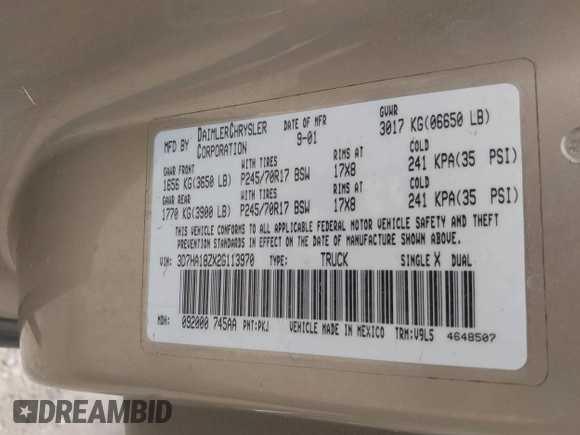 MFD BY DAIMLERCHRYSLER CORPORATION DATE OF MFR 9-01 GVWR 3017 KG(06650 LB)
GAWR FRONT WITH TIRES RIMS AT COLD
1656 KG(3650 LB) P245/70R17 BSW 17X8 241 KPA(35 PSI)
GAWR REAR WITH TIRES RIMS AT COLD
1770 KG(3900 LB) P245/70R17 BSW 17X8 241 KPA(35 PSI)
THIS VEHICLE CONFORMS TO ALL APPLICABLE FEDERAL MOTOR VEHICLE SAFETY AND THEFT
PREVENTION STANDARDS IN EFFECT ON THE DATE OF MANUFACTURE SHOWN ABOVE.
VIN: 3D7HA18ZX2G113970 TYPE: TRUCK SINGLE X DUAL
MDH: 092000 745AA PNT:PKJ VEHICLE MADE IN MEXICO TRM:V9L5 4648507
DREAMBID